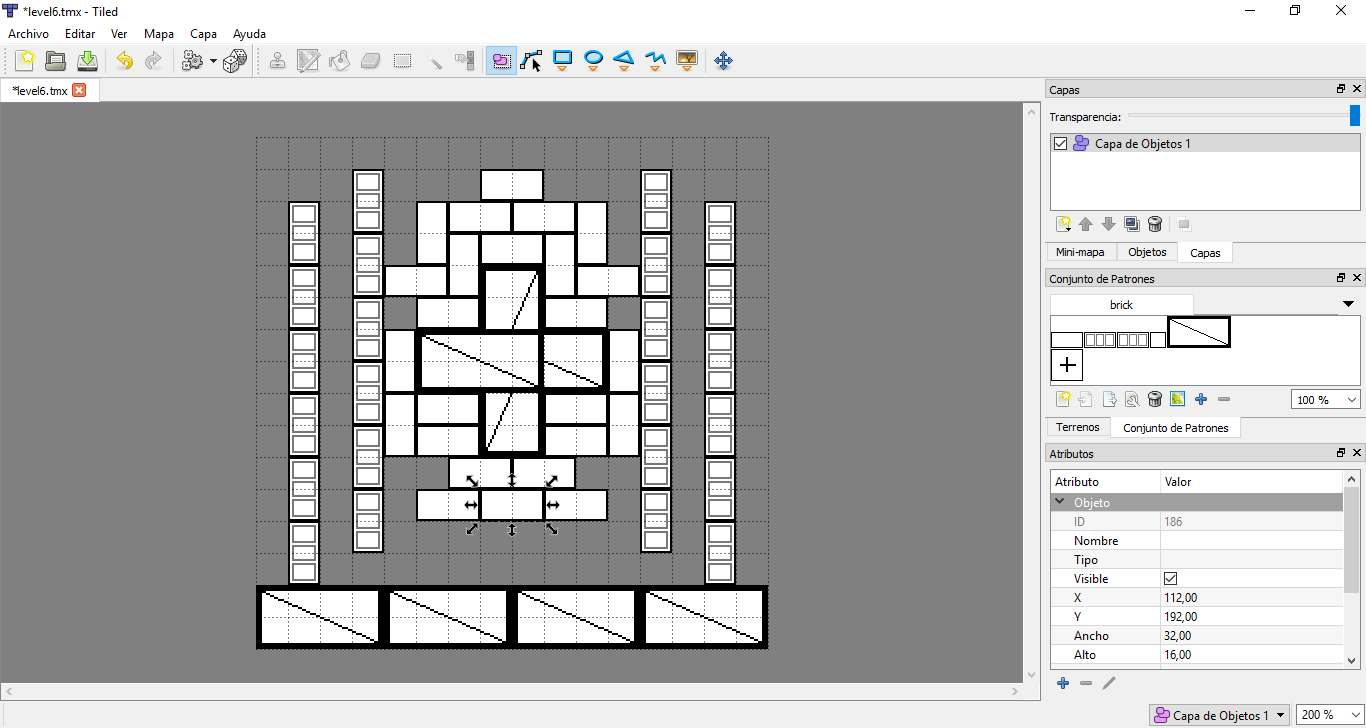 *level6.tmx - Tiled
Archivo Editar Ver Mapa Capa Ayuda
*level6.tmx
Capas
Transparencia:
Capa de Objetos 1
Mini-mapa Objetos Capas
Conjunto de Patrones
brick
100 %
Terrenos Conjunto de Patrones
Atributos
Atributo Valor
Objeto
ID 186
Nombre
Tipo
Visible
X 112,00
Y 192,00
Ancho 32,00
Alto 16,00
Capa de Objetos 1 200 %